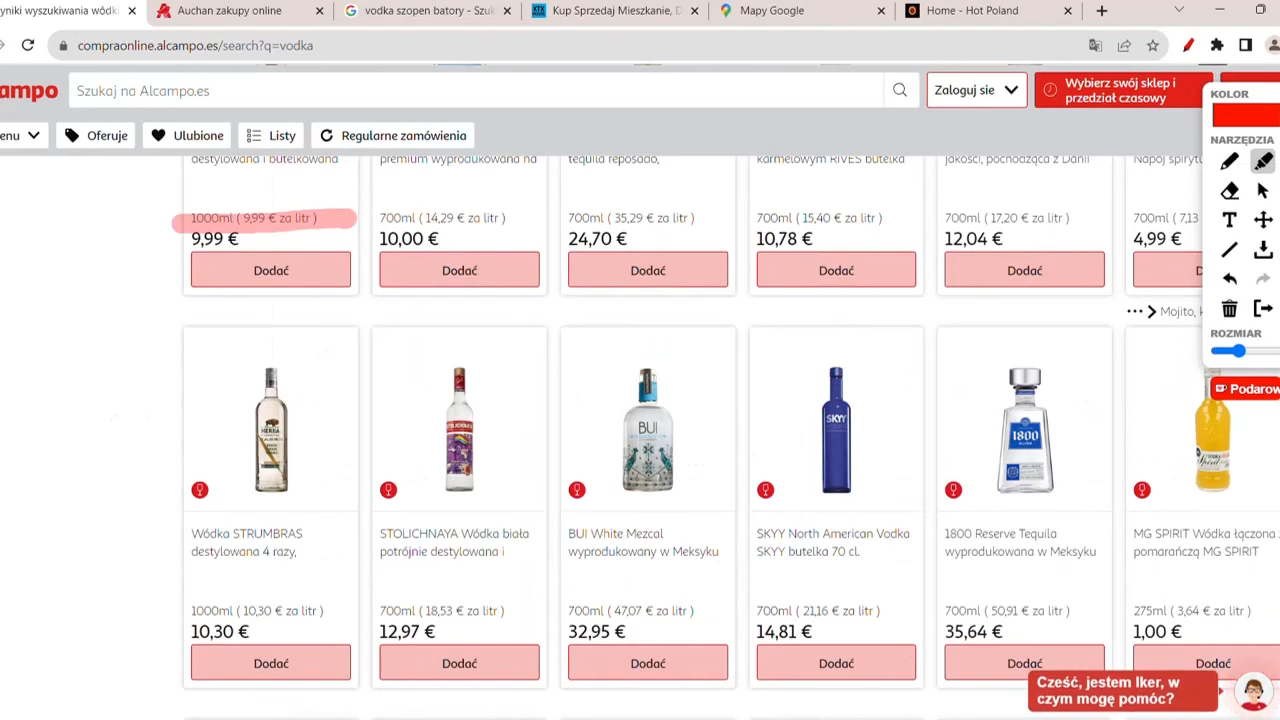 yniki wyszukiwania wódki
Auchan zakupy online
vodka szopen batory - Szuk
Kup Sprzedaj Mieszkanie, D
Mapy Google
Home - Hot Poland
compraonline.alcampo.es/search?q=vodka
campo
Szukaj na Alcampo.es
Zaloguj sie
Wybierz swój sklep i
przedział czasowy
KOLOR
enu
Oferuje
Ulubione
Listy
Regularne zamówienia
NARZĘDZIA
destylowana i butelkowana
premium wyprodukowana na
tequila reposado,
karmelowym RIVES butelka
jakości, pochodząca z Danii
Napój spirytu
1000ml ( 9,99 € za litr )
700ml ( 14,29 € za litr )
700ml ( 35,29 € za litr )
700ml ( 15,40 € za litr )
700ml ( 17,20 € za litr )
700ml ( 7,13
9,99 €
10,00 €
24,70 €
10,78 €
12,04 €
4,99 €
Dodać
Dodać
Dodać
Dodać
Dodać
D
Mojito, k
ROZMIAR
Podarow
HERBA
STOLICHNAYA
BUI
SKYY
1800
Spirit
Wódka STRUMBRAS
destylowana 4 razy,
STOLICHNAYA Wódka biała
potrójnie destylowana i
BUI White Mezcal
wyprodukowany w Meksyku
SKYY North American Vodka
SKYY butelka 70 cl.
1800 Reserve Tequila
wyprodukowana w Meksyku
MG SPIRIT Wódka łączona z
pomarańczą MG SPIRIT
1000ml ( 10,30 € za litr )
700ml ( 18,53 € za litr )
700ml ( 47,07 € za litr )
700ml ( 21,16 € za litr )
700ml ( 50,91 € za litr )
275ml ( 3,64 € za litr )
10,30 €
12,97 €
32,95 €
14,81 €
35,64 €
1,00 €
Dodać
Dodać
Dodać
Dodać
Dodać
Dodać
Cześć, jestem Iker, w
czym mogę pomóc?